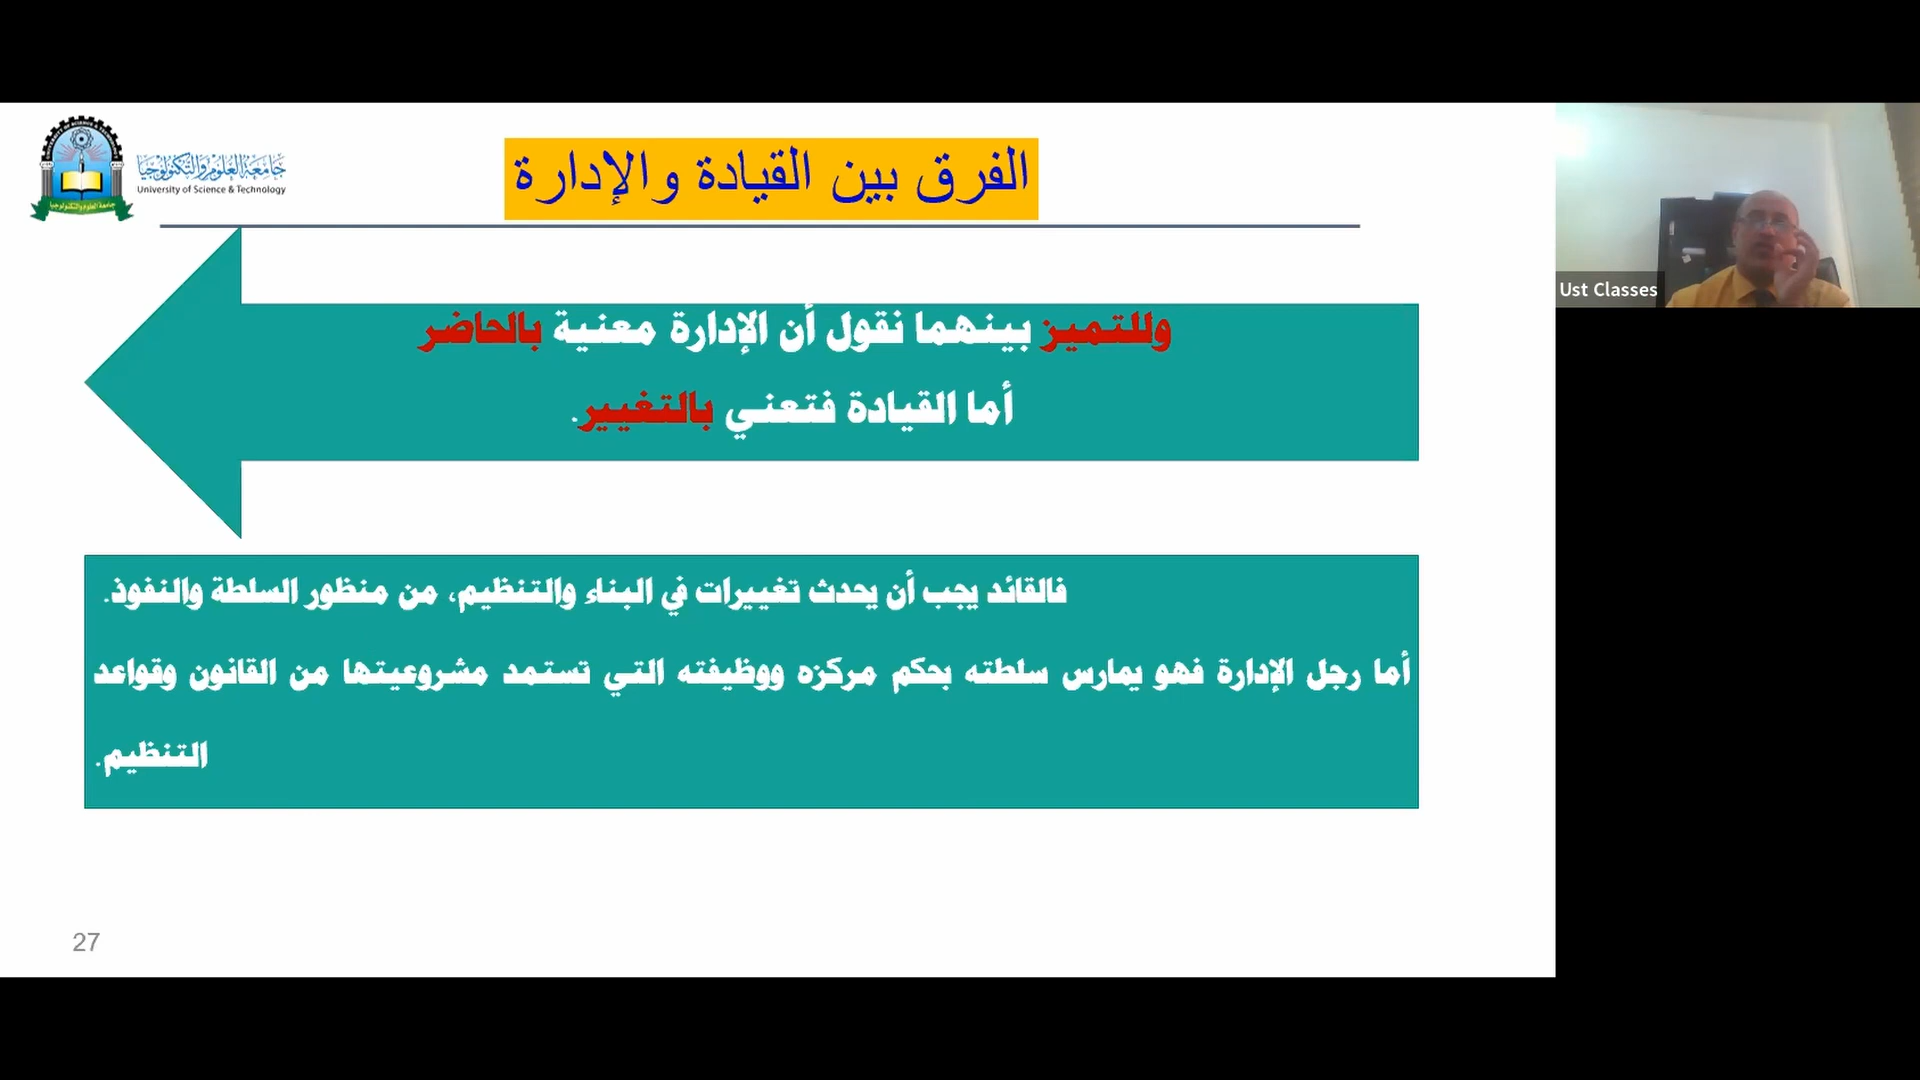 الفرق بين القيادة والإدارة
جامعة العلوم والتكنولوجيا
University of Science & Technology
وللتميز بينهما نقول أن الإدارة معنية بالحاضر
أما القيادة فتعني بالتغيير.
فالقائد يجب أن يحدث تغييرات في البناء والتنظيم، من منظور السلطة والنفوذ.
أما رجل الإدارة فهو يمارس سلطته بحكم مركزه ووظيفته التي تستمد مشروعيتها من القانون وقواعد
التنظيم.
27
Ust Classes